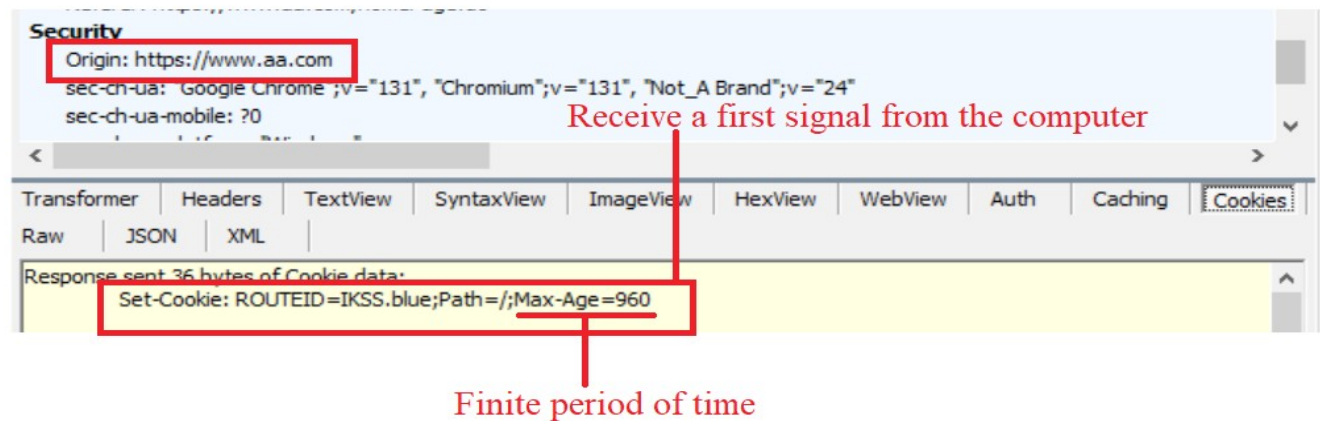 Security
Origin: https://www.aa.com
sec-ch-ua: "Google Chrome";v="131", "Chromium";v="131", "Not_A Brand";v="24"
sec-ch-ua-mobile: ?0
Receive a first signal from the computer
Transformer Headers TextView SyntaxView ImageView HexView WebView Auth Caching Cookies
Raw JSON XML
Response sent 36 bytes of Cookie data:
Set-Cookie: ROUTEID=IKSS.blue;Path=/;Max-Age=960
Finite period of time